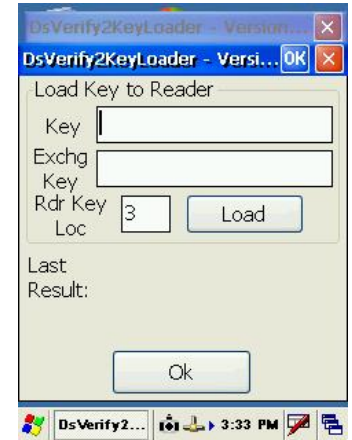 DsVerify2KeyLoader - Version...
DsVerify2KeyLoader - Versi... OK
Load Key to Reader
Key
Exchg
Key
Rdr Key
Loc
3
Load
Last
Result:
Ok
DsVerify2... 3:33 PM